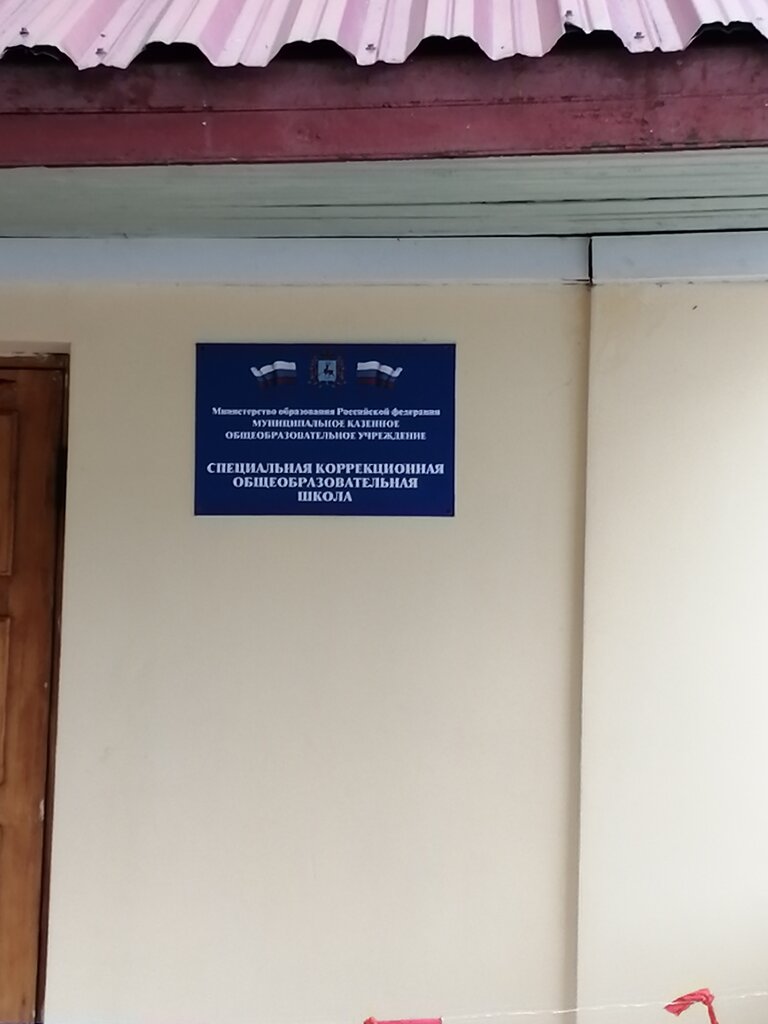 Министерство образования Российской федерации
МУНИЦИПАЛЬНОЕ КАЗЕННОЕ
ОБЩЕОБРАЗОВАТЕЛЬНОЕ УЧРЕЖДЕНИЕ
СПЕЦИАЛЬНАЯ КОРРЕКЦИОННАЯ
ОБЩЕОБРАЗОВАТЕЛЬНАЯ
ШКОЛА